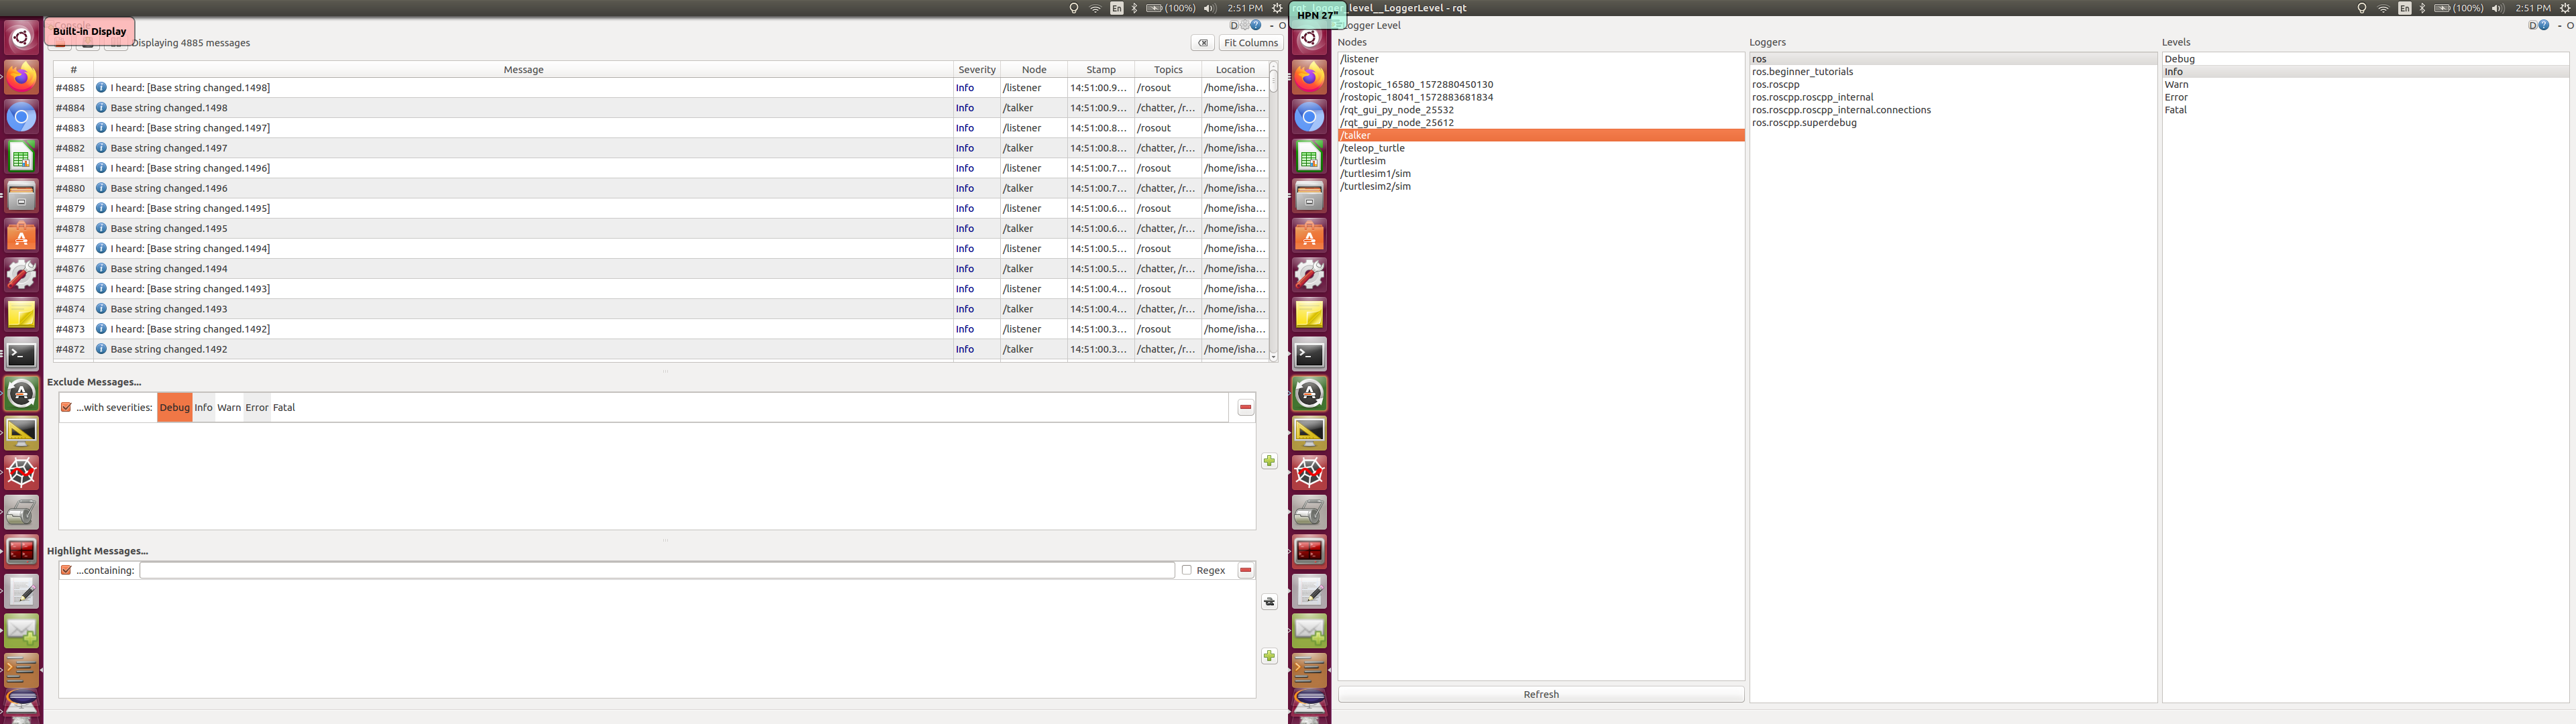 En (100%) 2:51 PM
Console
Built-in Display
Displaying 4885 messages
Fit Columns
# Message Severity Node Stamp Topics Location
#4885 I heard: [Base string changed.1498] Info /listener 14:51:00.9... /rosout /home/isha...
#4884 Base string changed.1498 Info /talker 14:51:00.9... /chatter, /r... /home/isha...
#4883 I heard: [Base string changed.1497] Info /listener 14:51:00.8... /rosout /home/isha...
#4882 Base string changed.1497 Info /talker 14:51:00.8... /chatter, /r... /home/isha...
#4881 I heard: [Base string changed.1496] Info /listener 14:51:00.7... /rosout /home/isha...
#4880 Base string changed.1496 Info /talker 14:51:00.7... /chatter, /r... /home/isha...
#4879 I heard: [Base string changed.1495] Info /listener 14:51:00.6... /rosout /home/isha...
#4878 Base string changed.1495 Info /talker 14:51:00.6... /chatter, /r... /home/isha...
#4877 I heard: [Base string changed.1494] Info /listener 14:51:00.5... /rosout /home/isha...
#4876 Base string changed.1494 Info /talker 14:51:00.5... /chatter, /r... /home/isha...
#4875 I heard: [Base string changed.1493] Info /listener 14:51:00.4... /rosout /home/isha...
#4874 Base string changed.1493 Info /talker 14:51:00.4... /chatter, /r... /home/isha...
#4873 I heard: [Base string changed.1492] Info /listener 14:51:00.3... /rosout /home/isha...
#4872 Base string changed.1492 Info /talker 14:51:00.3... /chatter, /r... /home/isha...
Exclude Messages...
...with severities: Debug Info Warn Error Fatal
Highlight Messages...
...containing: Regex
level__LoggerLevel - rqt En (100%) 2:51 PM
HPN 27"
Logger Level
Nodes
/listener
/rosout
/rostopic_16580_1572880450130
/rostopic_18041_1572883681834
/rqt_gui_py_node_25532
/rqt_gui_py_node_25612
/talker
/teleop_turtle
/turtlesim
/turtlesim1/sim
/turtlesim2/sim
Refresh
Loggers
ros
ros.beginner_tutorials
ros.roscpp
ros.roscpp.roscpp_internal
ros.roscpp.roscpp_internal.connections
ros.roscpp.superdebug
Levels
Debug
Info
Warn
Error
Fatal